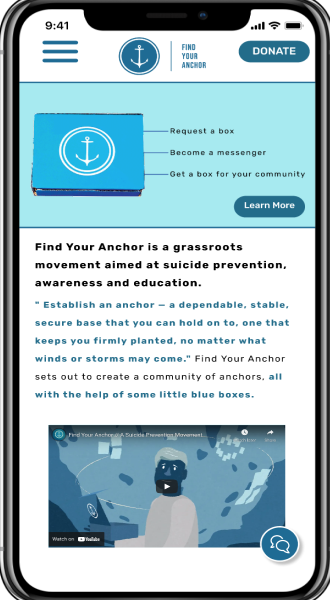 9:41
FIND
YOUR
ANCHOR
DONATE
Request a box
Become a messenger
Get a box for your community
Learn More
Find Your Anchor is a grassroots
movement aimed at suicide prevention,
awareness and education.
" Establish an anchor — a dependable, stable,
secure base that you can hold on to, one that
keeps you firmly planted, no matter what
winds or storms may come." Find Your Anchor
sets out to create a community of anchors, all
with the help of some little blue boxes.
Find Your Anchor: A Suicide Prevention Movement...
Watch on YouTube